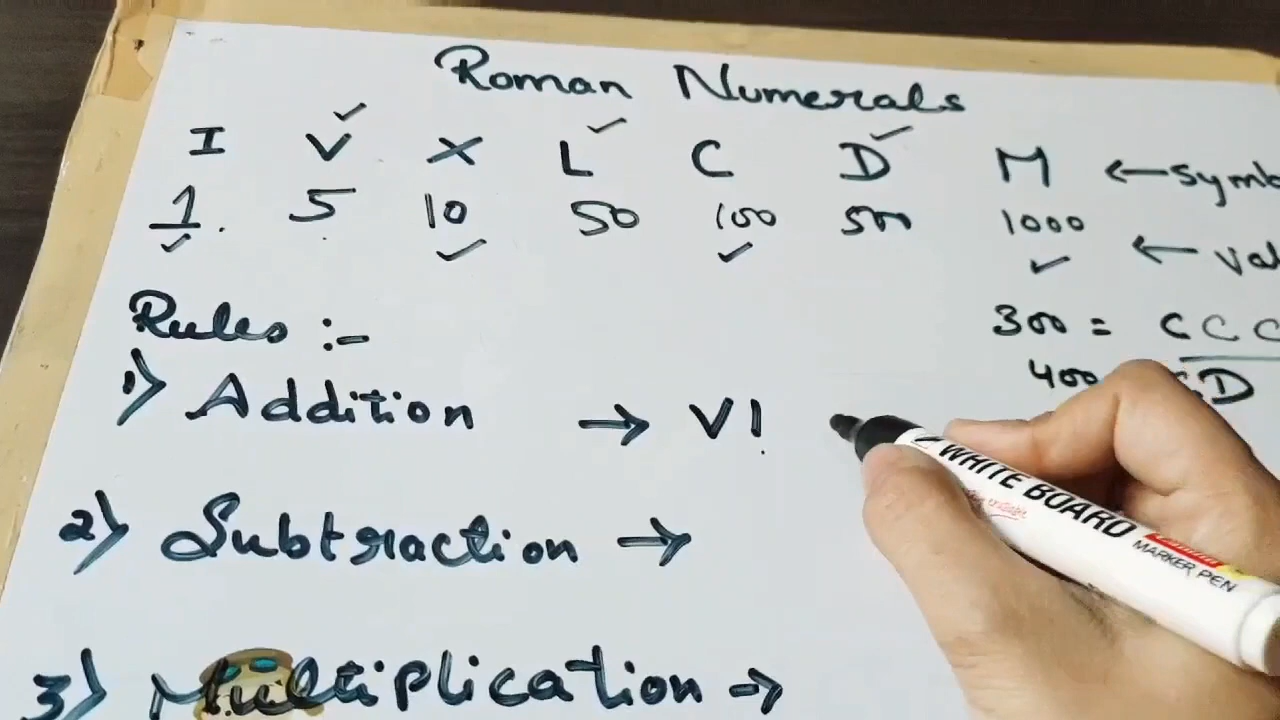 Roman Numerals
I V X L C D M ←symb
1 5 10 50 100 500 1000 ← val
300 = CCC
Rules :-
400 D
1) Addition → VI
WHITE BOARD
MARKER PEN
2) Subtraction →
3) Multiplication →